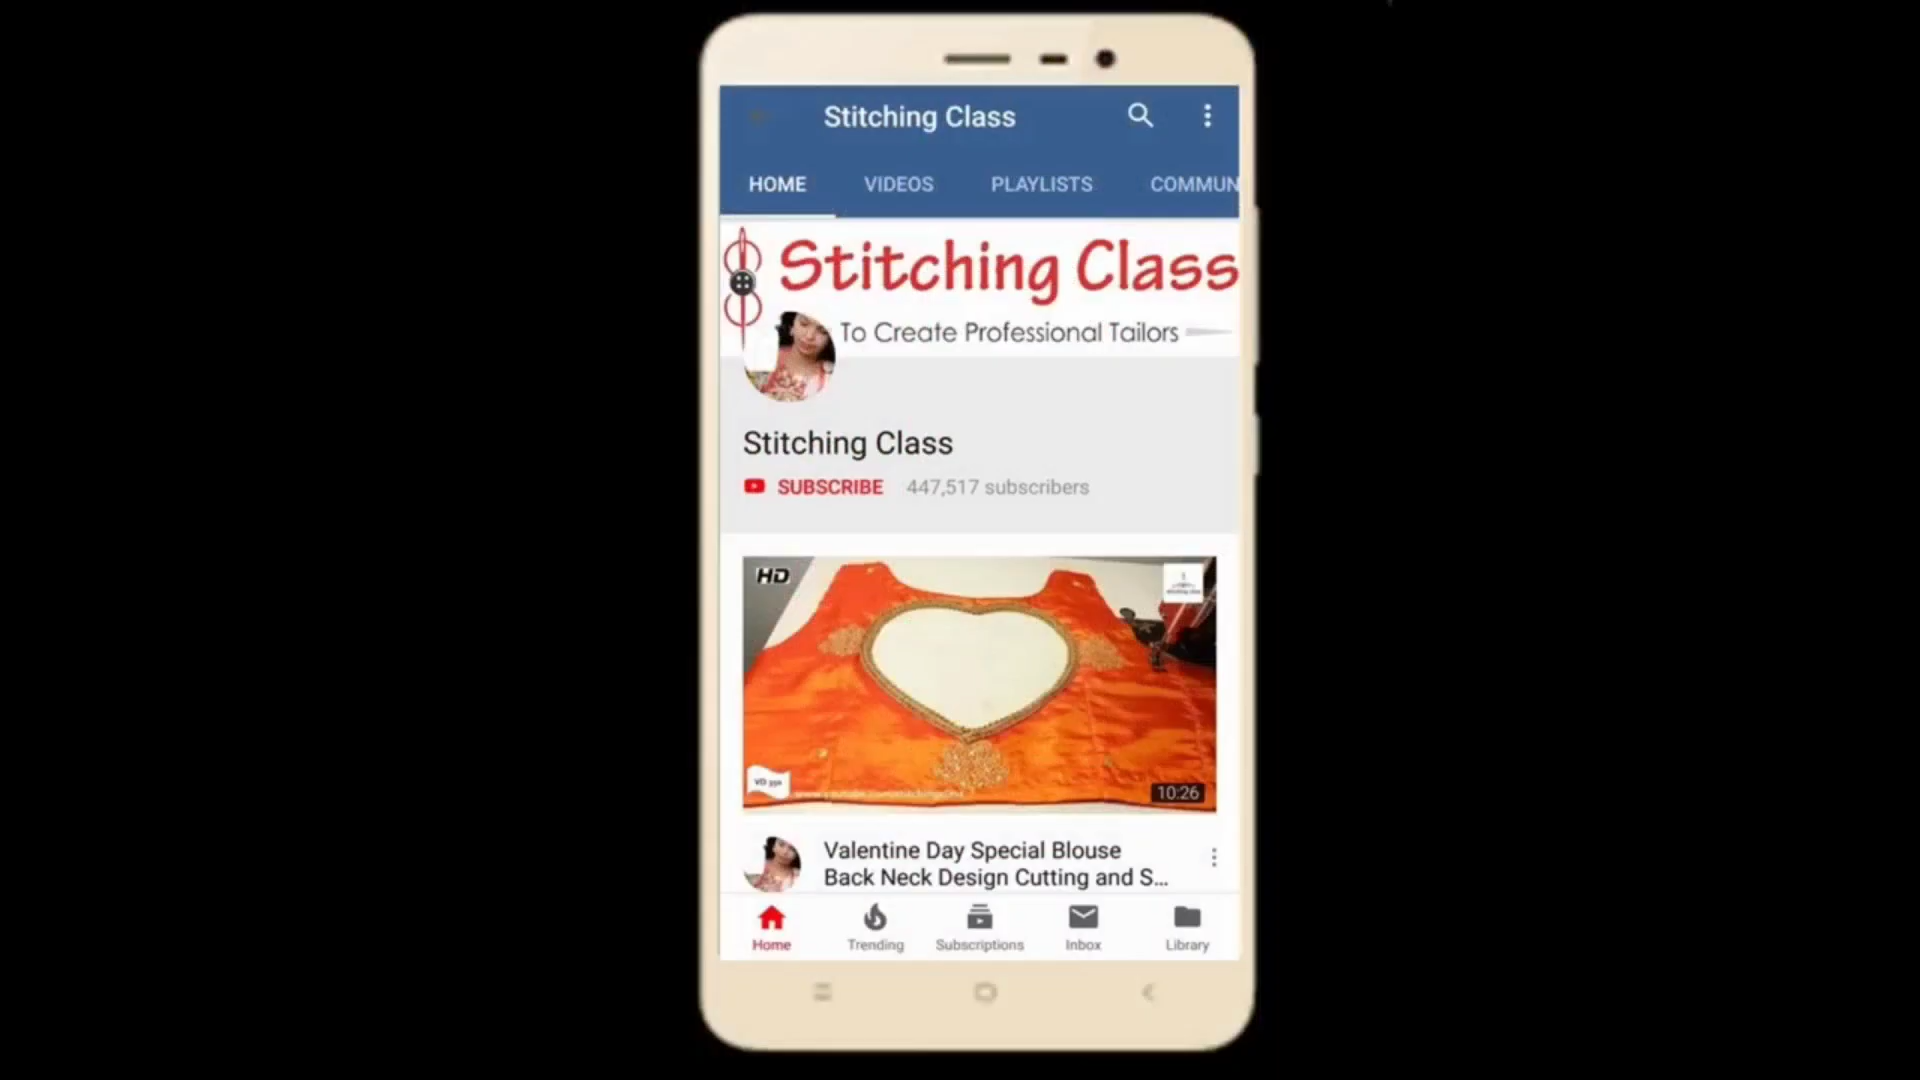 Stitching Class
HOME VIDEOS PLAYLISTS COMMUN
Stitching Class
To Create Professional Tailors
Stitching Class
SUBSCRIBE 447,517 subscribers
HD
10:26
Valentine Day Special Blouse
Back Neck Design Cutting and S...
Home Trending Subscriptions Inbox Library